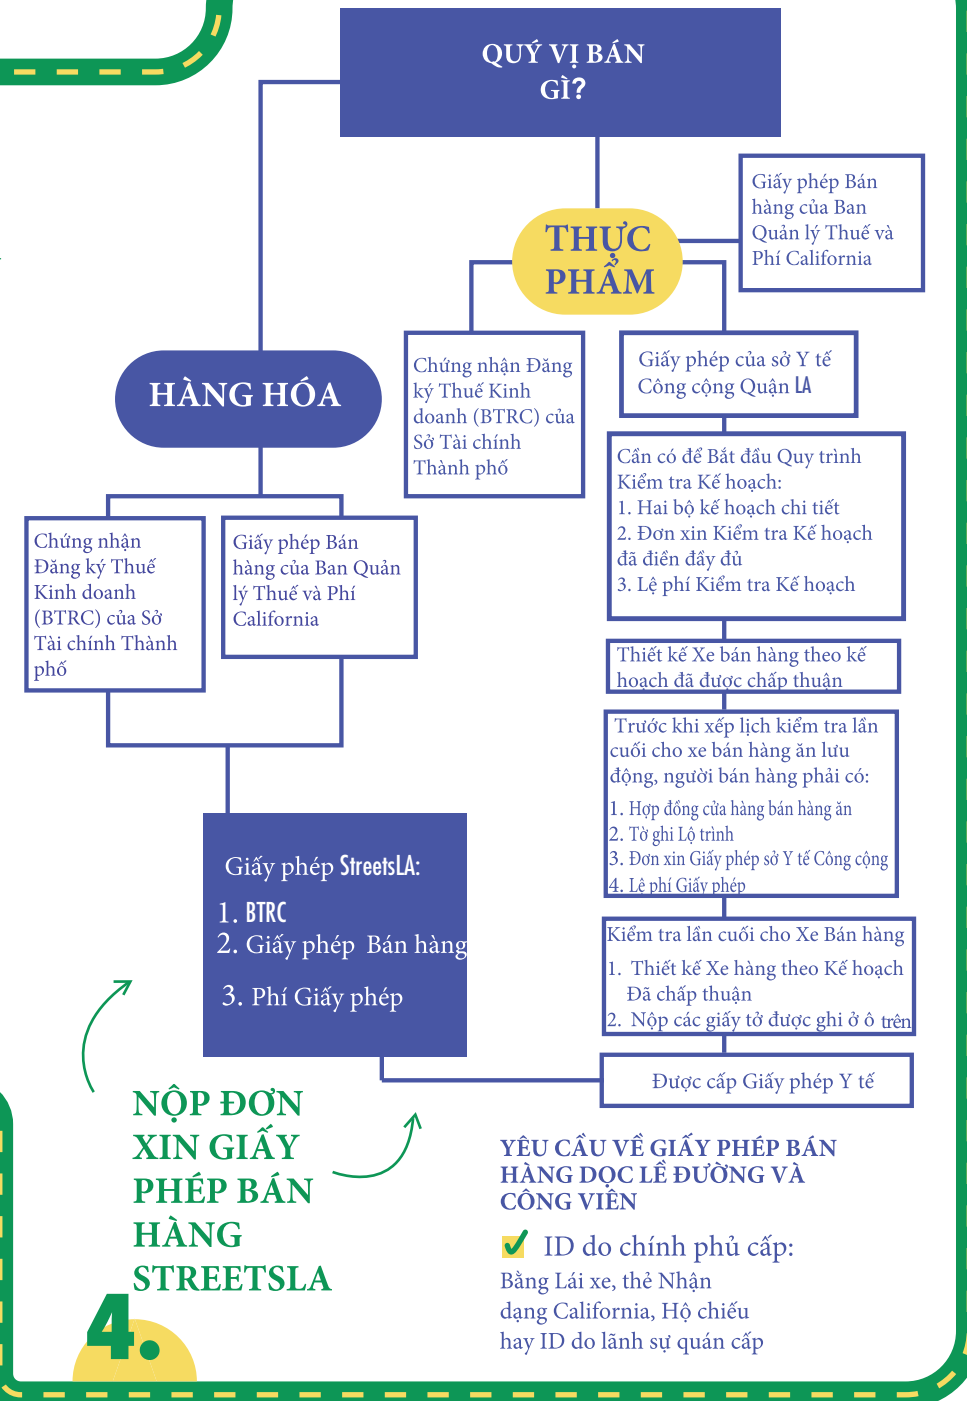 QUÝ VỊ BÁN
GÌ?
Giấy phép Bán
hàng của Ban
Quản lý Thuế và
Phí California
THỰC
PHẨM
Chứng nhận Đăng
ký Thuế Kinh
doanh (BTRC) của
Sở Tài chính
Thành phố
Giấy phép của sở Y tế
Công cộng Quận LA
HÀNG HÓA
Cần có để Bắt đầu Quy trình
Kiểm tra Kế hoạch:
1. Hai bộ kế hoạch chi tiết
2. Đơn xin Kiểm tra Kế hoạch
đã điền đầy đủ
3. Lệ phí Kiểm tra Kế hoạch
Chứng nhận
Đăng ký Thuế
Kinh doanh
(BTRC) của Sở
Tài chính Thành
phố
Giấy phép Bán
hàng của Ban Quản
lý Thuế và Phí
California
Thiết kế Xe bán hàng theo kế
hoạch đã được chấp thuận
Trước khi xếp lịch kiểm tra lần
cuối cho xe bán hàng ăn lưu
động, người bán hàng phải có:
1. Hợp đồng cửa hàng bán hàng ăn
2. Tờ ghi Lộ trình
3. Đơn xin Giấy phép sở Y tế Công cộng
4. Lệ phí Giấy phép
Giấy phép StreetsLA:
1. BTRC
2. Giấy phép Bán hàng
3. Phí Giấy phép
Kiểm tra lần cuối cho Xe Bán hàng
1. Thiết kế Xe hàng theo Kế hoạch
Đã chấp thuận
2. Nộp các giấy tở được ghi ở ô trên
Được cấp Giấy phép Y tế
NỘP ĐƠN
XIN GIẤY
PHÉP BÁN
HÀNG
STREETSLA
4.
YÊU CẦU VỀ GIẤY PHÉP BÁN
HÀNG DỌC LỀ ĐƯỜNG VÀ
CÔNG VIÊN
ID do chính phủ cấp:
Bằng Lái xe, thẻ Nhận
dạng California, Hộ chiếu
hay ID do lãnh sự quán cấp